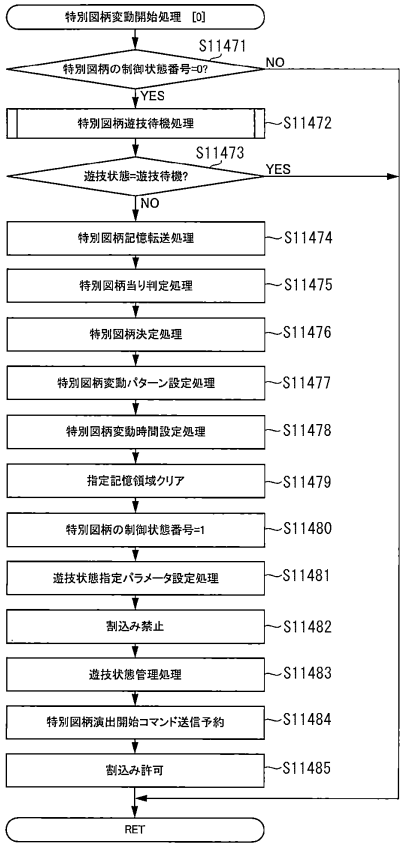 特別図柄変動開始処理 [0]
S11471
特別図柄の制御状態番号=0?
NO
YES
特別図柄遊技待機処理
S11472
S11473
遊技状態=遊技待機?
YES
NO
特別図柄記憶転送処理
S11474
特別図柄当り判定処理
S11475
特別図柄決定処理
S11476
特別図柄変動パターン設定処理
S11477
特別図柄変動時間設定処理
S11478
指定記憶領域クリア
S11479
特別図柄の制御状態番号=1
S11480
遊技状態指定パラメータ設定処理
S11481
割込み禁止
S11482
遊技状態管理処理
S11483
特別図柄演出開始コマンド送信予約
S11484
割込み許可
S11485
RET